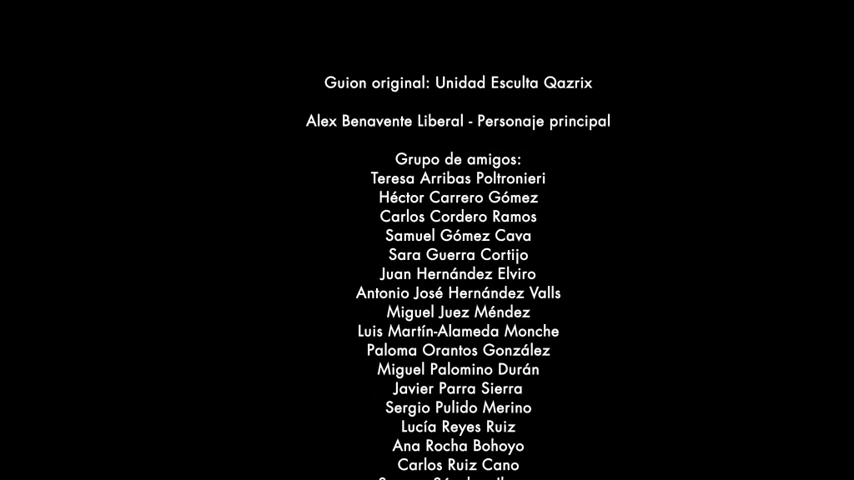 Guion original: Unidad Esculta Qazrix
Alex Benavente Liberal - Personaje principal
Grupo de amigos:
Teresa Arribas Poltronieri
Héctor Carrero Gómez
Carlos Cordero Ramos
Samuel Gómez Cava
Sara Guerra Cortijo
Juan Hernández Elviro
Antonio José Hernández Valls
Miguel Juez Méndez
Luis Martín-Alameda Monche
Paloma Orantos González
Miguel Palomino Durán
Javier Parra Sierra
Sergio Pulido Merino
Lucía Reyes Ruiz
Ana Rocha Bohoyo
Carlos Ruiz Cano